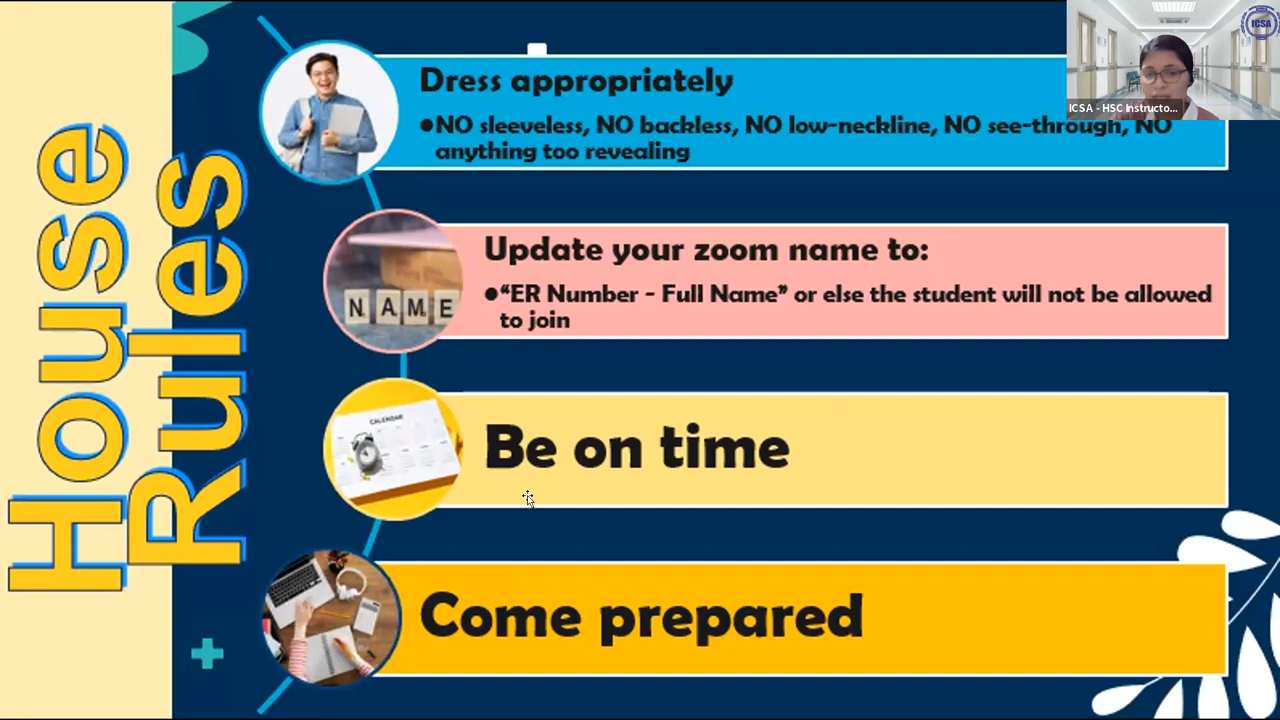 House
Rules
Dress appropriately
•NO sleeveless, NO backless, NO low-neckline, NO see-through, NO
anything too revealing
NAME
Update your zoom name to:
•“ER Number - Full Name” or else the student will not be allowed
to join
CALENDAR
Be on time
Come prepared
ICSA
ICSA - HSC Instructo...